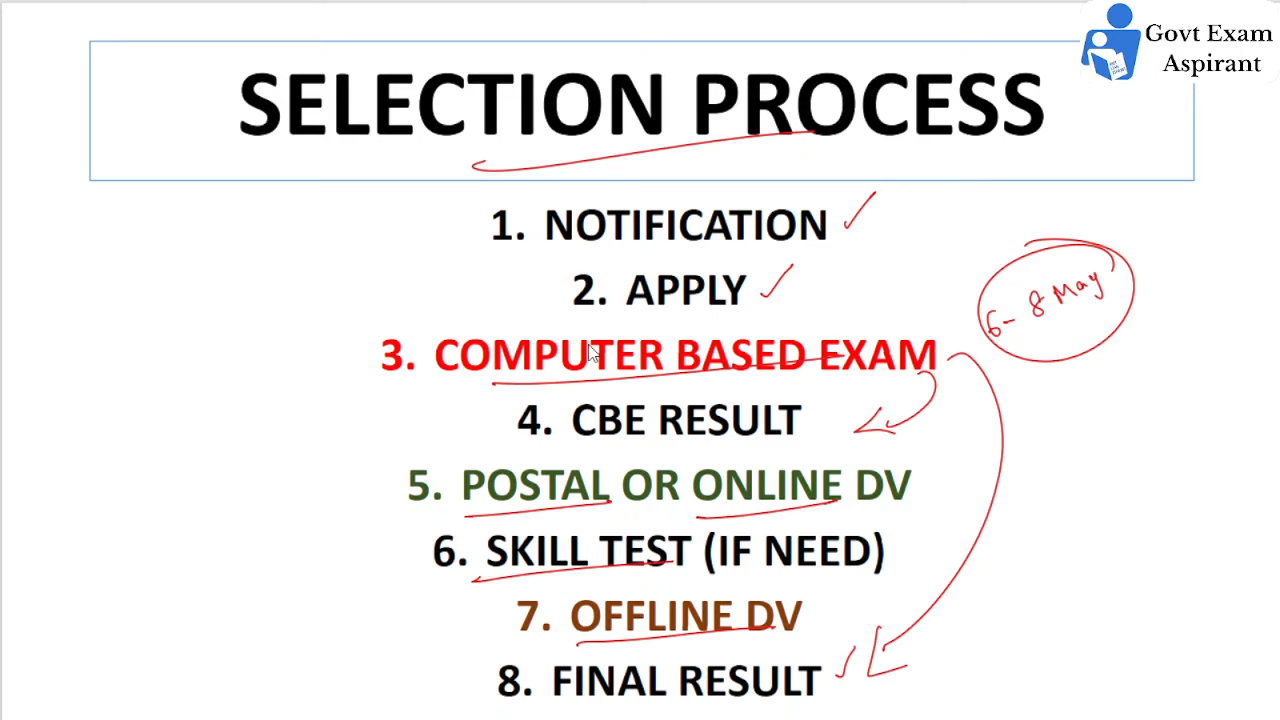 Govt Exam
Aspirant
SELECTION PROCESS
1. NOTIFICATION
2. APPLY
6- 8 May
3. COMPUTER BASED EXAM
4. CBE RESULT
5. POSTAL OR ONLINE DV
6. SKILL TEST (IF NEED)
7. OFFLINE DV
8. FINAL RESULT